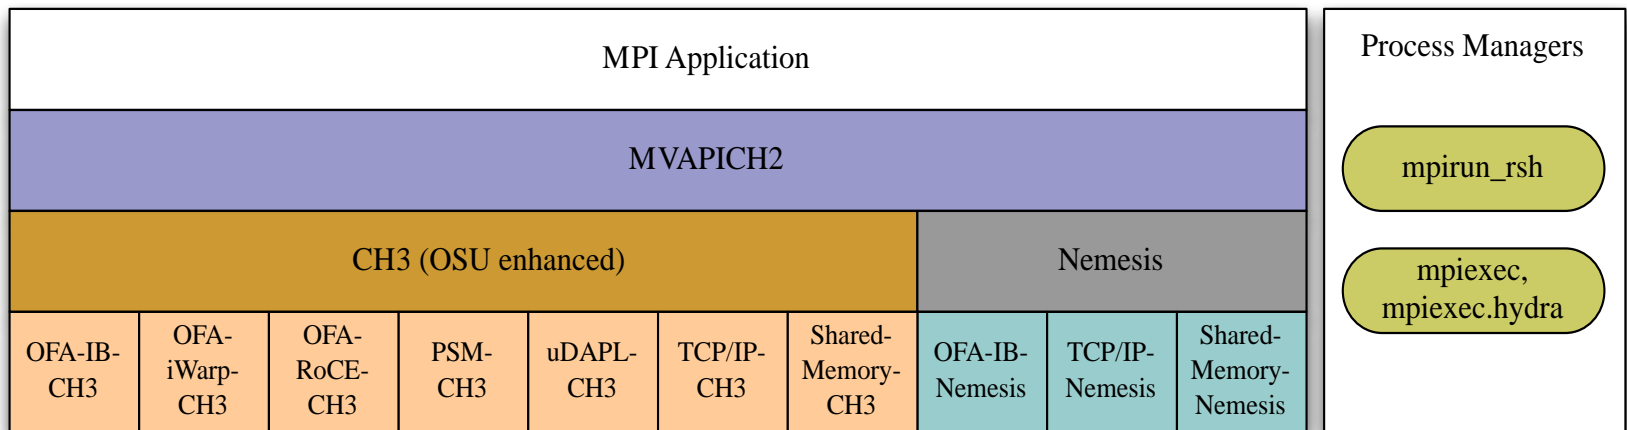 MPI Application
MVAPICH2
CH3 (OSU enhanced)
Nemesis
OFA-IB-
CH3
OFA-
iWarp-
CH3
OFA-
RoCE-
CH3
PSM-
CH3
uDAPL-
CH3
TCP/IP-
CH3
Shared-
Memory-
CH3
OFA-IB-
Nemesis
TCP/IP-
Nemesis
Shared-
Memory-
Nemesis
Process Managers
mpirun_rsh
mpiexec,
mpiexec.hydra